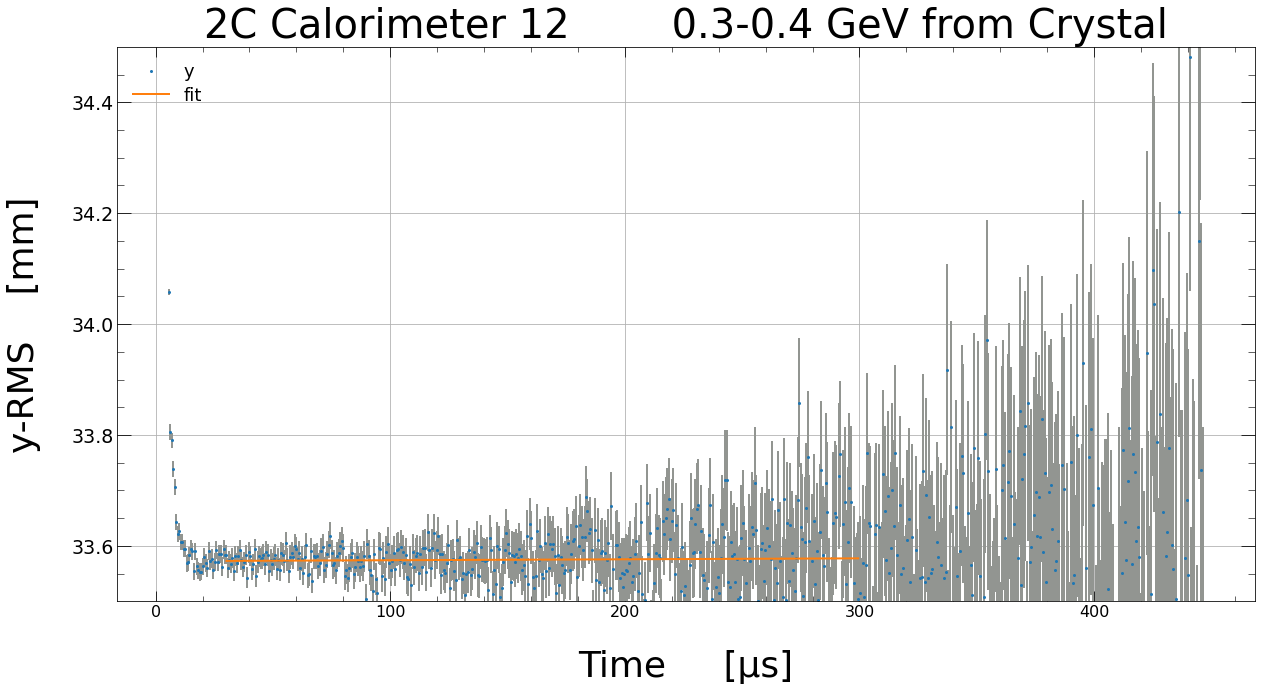 2C Calorimeter 12 0.3-0.4 GeV from Crystal
y
fit
y-RMS [mm]
34.4
34.2
34.0
33.8
33.6
0 100 200 300 400
Time [μs]